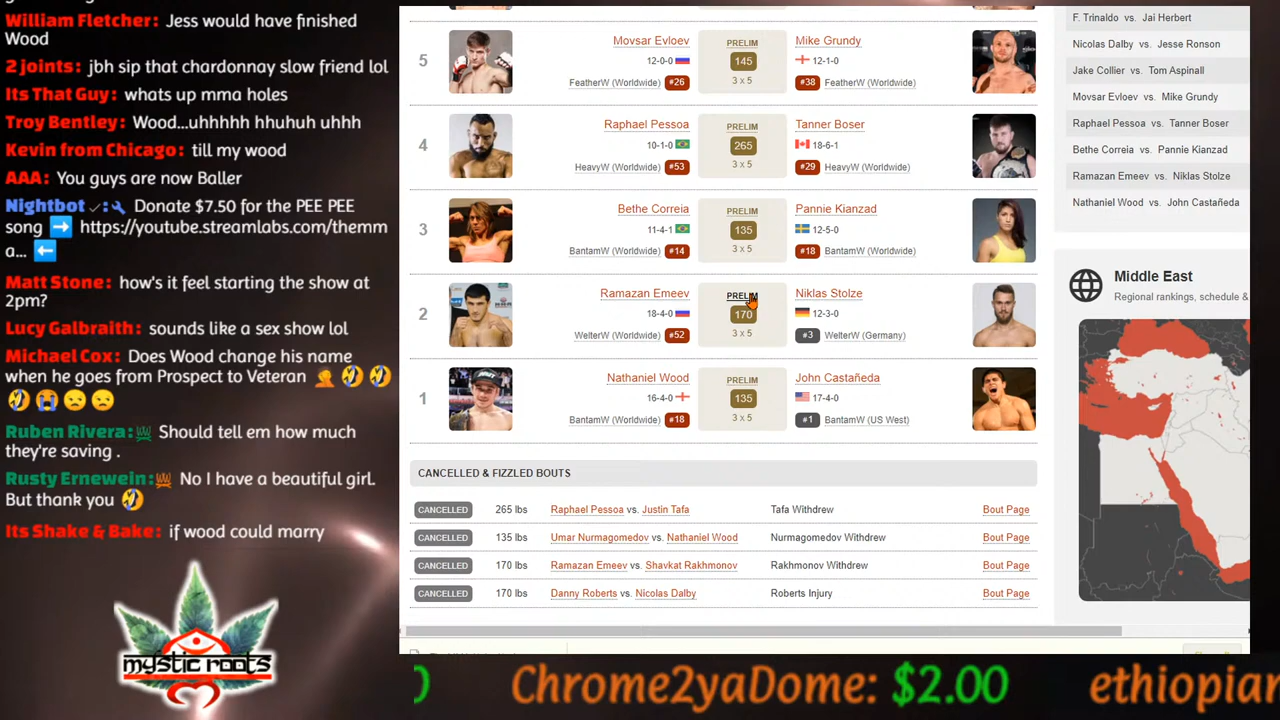 William Fletcher: Jess would have finished
Wood
2 joints: jbh sip that chardonnay slow friend lol
Its That Guy: whats up mma holes
Troy Bentley: Wood...uhhhhh hhuhuh uhhh
Kevin from Chicago: till my wood
AAA: You guys are now Baller
Nightbot ✓:🔧 Donate $7.50 for the PEE PEE
song ➡️ https://youtube.streamlabs.com/themm
a... ⬅️
Matt Stone: how's it feel starting the show at
2pm?
Lucy Galbraith: sounds like a sex show lol
Michael Cox: Does Wood change his name
when he goes from Prospect to Veteran 🤦🤣🤣
🤣😭🤣😒😒
Ruben Rivera: Should tell em how much
they're saving .
Rusty Ernewein: No I have a beautiful girl.
But thank you 🤣
Its Shake & Bake: if wood could marry
mystic roots
5
Movsar Evloev
12-0-0
FeatherW (Worldwide) #26
PRELIM
145
3 x 5
Mike Grundy
12-1-0
#38 FeatherW (Worldwide)
4
Raphael Pessoa
10-1-0
HeavyW (Worldwide) #53
PRELIM
265
3 x 5
Tanner Boser
18-6-1
#29 HeavyW (Worldwide)
3
Bethe Correia
11-4-1
BantamW (Worldwide) #14
PRELIM
135
3 x 5
Pannie Kianzad
12-5-0
#18 BantamW (Worldwide)
2
Ramazan Emeev
18-4-0
WelterW (Worldwide) #52
PRELIM
170
3 x 5
Niklas Stolze
12-3-0
#3 WelterW (Germany)
1
Nathaniel Wood
16-4-0
BantamW (Worldwide) #18
PRELIM
135
3 x 5
John Castañeda
17-4-0
#1 BantamW (US West)
CANCELLED & FIZZLED BOUTS
CANCELLED 265 lbs Raphael Pessoa vs. Justin Tafa Tafa Withdrew Bout Page
CANCELLED 135 lbs Umar Nurmagomedov vs. Nathaniel Wood Nurmagomedov Withdrew Bout Page
CANCELLED 170 lbs Ramazan Emeev vs. Shavkat Rakhmonov Rakhmonov Withdrew Bout Page
CANCELLED 170 lbs Danny Roberts vs. Nicolas Dalby Roberts Injury Bout Page
F. Trinaldo vs. Jai Herbert
Nicolas Dalby vs. Jesse Ronson
Jake Collier vs. Tom Aspinall
Movsar Evloev vs. Mike Grundy
Raphael Pessoa vs. Tanner Boser
Bethe Correia vs. Pannie Kianzad
Ramazan Emeev vs. Niklas Stolze
Nathaniel Wood vs. John Castañeda
Middle East
Regional rankings, schedule &
0 Chrome2yaDome: $2.00 ethiopian